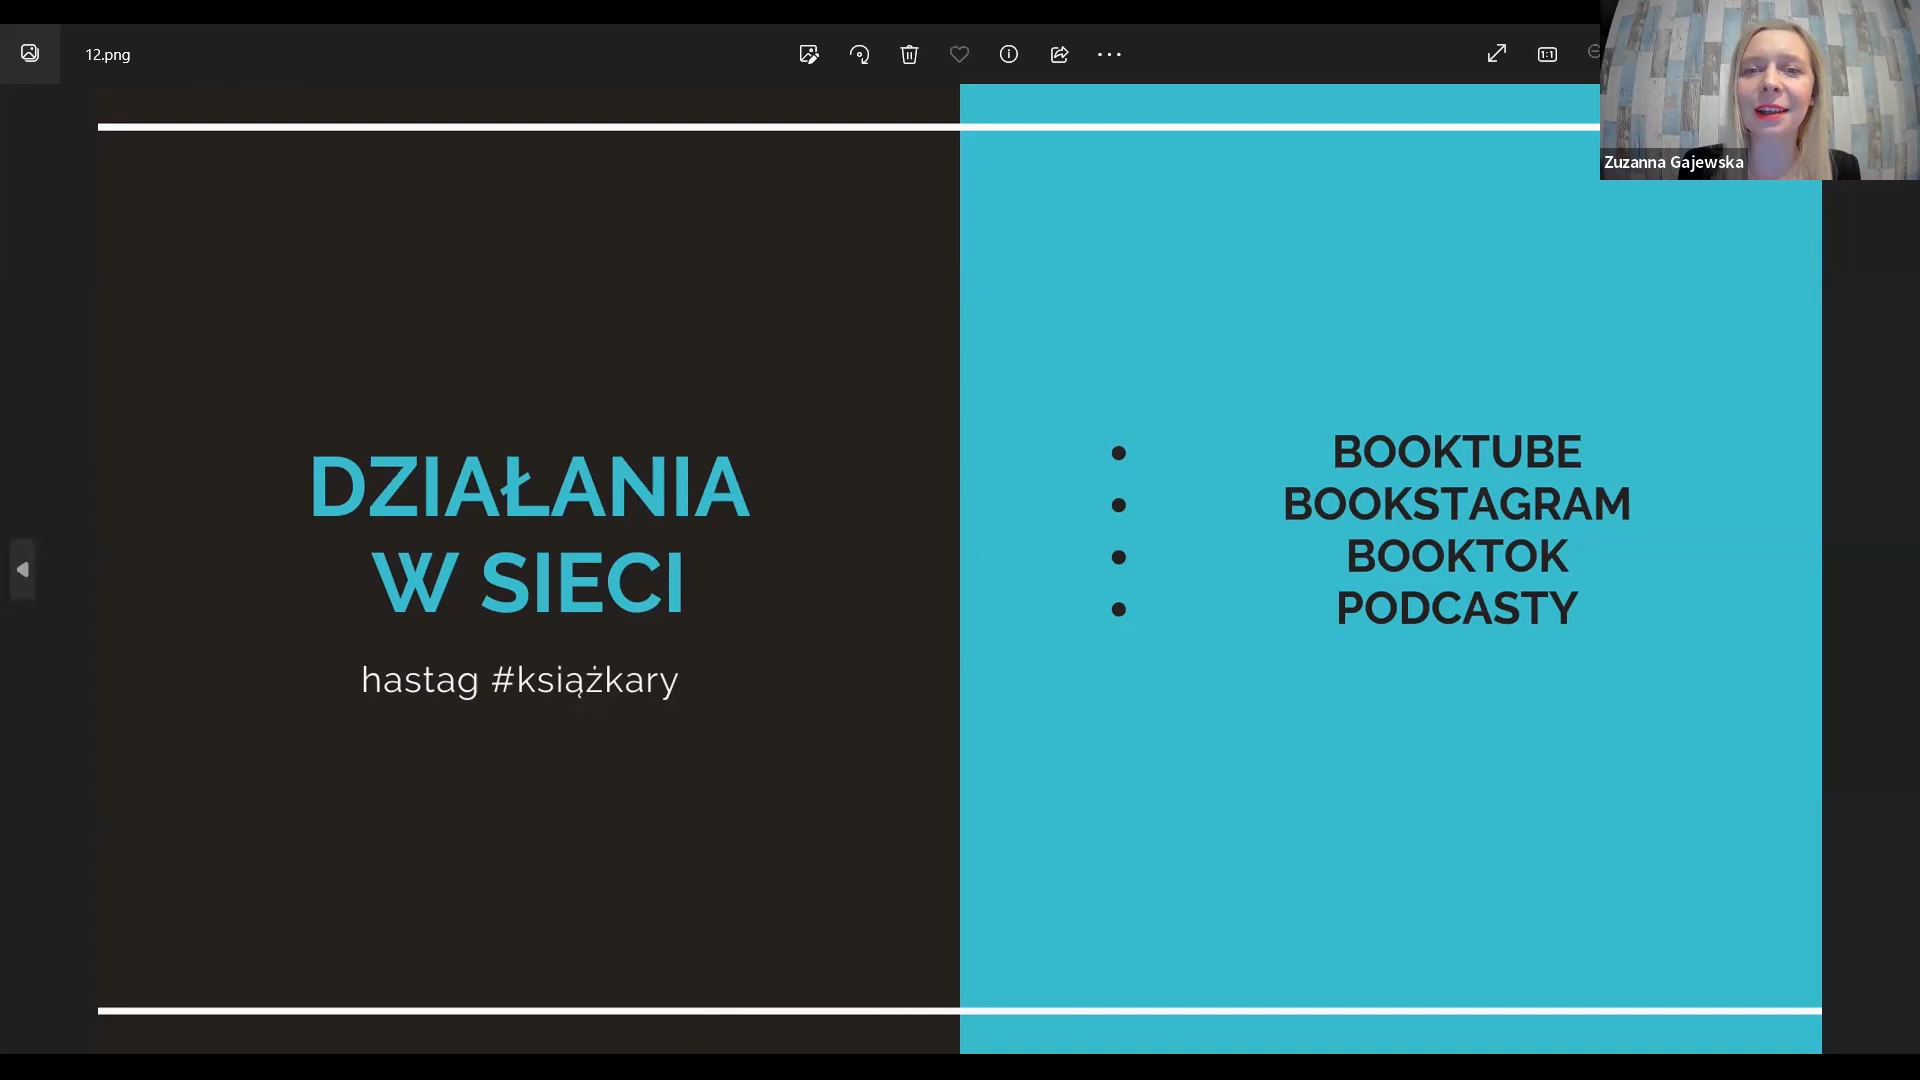 12.png
Zuzanna Gajewska
DZIAŁANIA
W SIECI
hastag #książkary
• BOOKTUBE
• BOOKSTAGRAM
• BOOKTOK
• PODCASTY